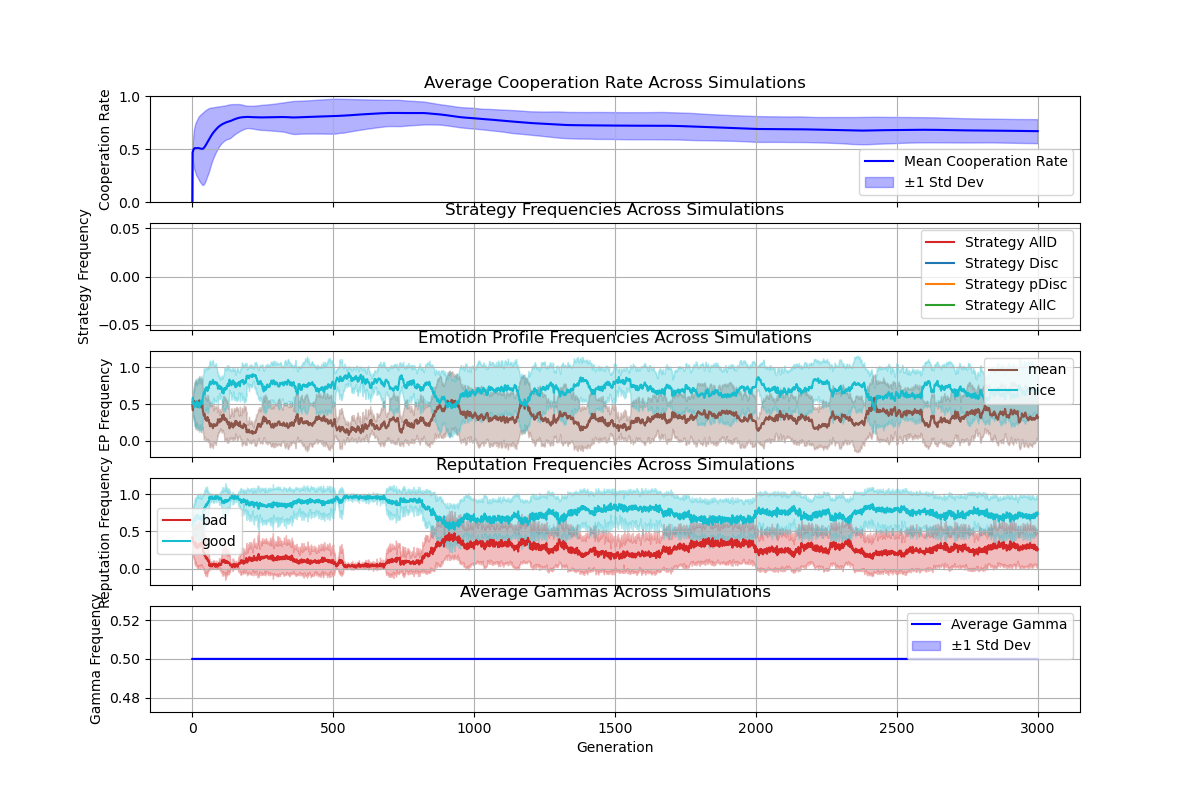 Average Cooperation Rate Across Simulations
Cooperation Rate
1.0
0.5
0.0
Mean Cooperation Rate
±1 Std Dev
Strategy Frequencies Across Simulations
Strategy Frequency
0.05
0.00
−0.05
Strategy AllD
Strategy Disc
Strategy pDisc
Strategy AllC
Emotion Profile Frequencies Across Simulations
EP Frequency
1.0
0.5
0.0
mean
nice
Reputation Frequencies Across Simulations
Reputation Frequency
1.0
0.5
0.0
bad
good
Average Gammas Across Simulations
Gamma Frequency
0.52
0.50
0.48
Average Gamma
±1 Std Dev
0 500 1000 1500 2000 2500 3000
Generation